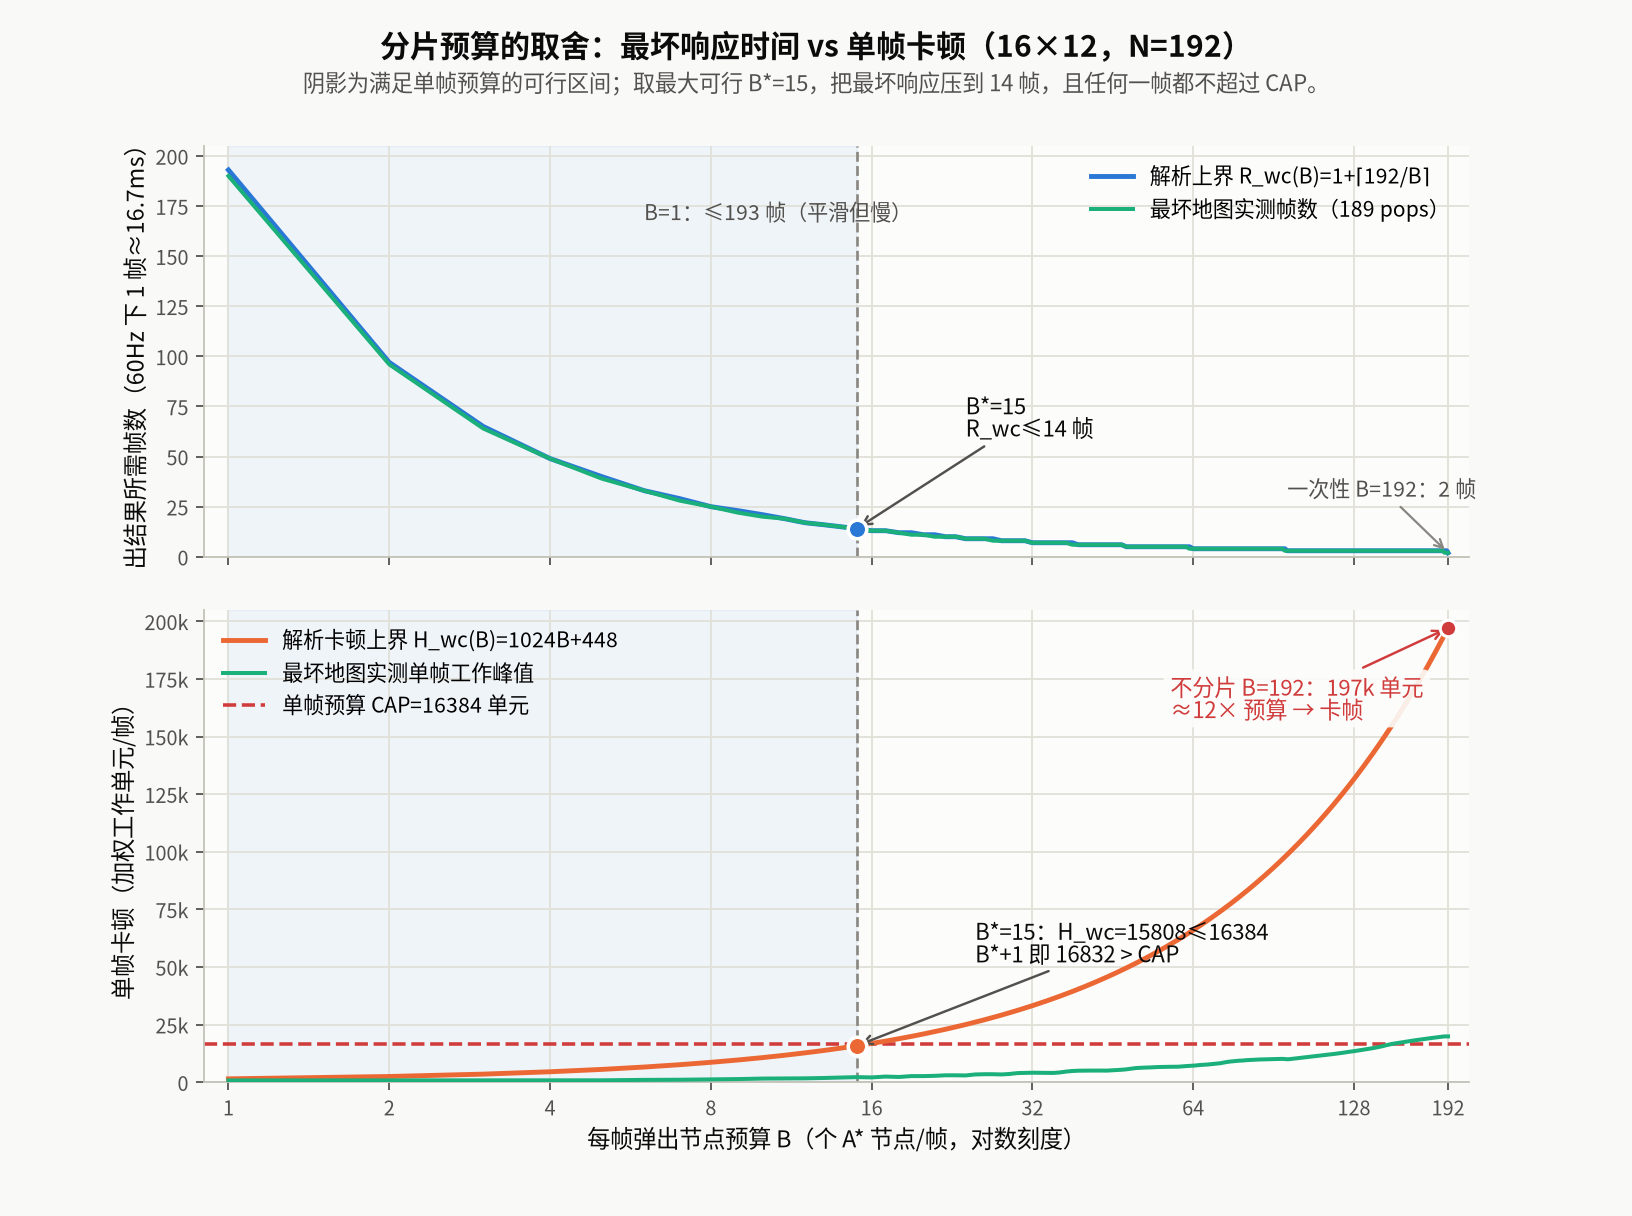 分片预算的取舍：最坏响应时间 vs 单帧卡顿（16×12，N=192）
阴影为满足单帧预算的可行区间；取最大可行 B*=15，把最坏响应压到 14 帧，且任何一帧都不超过 CAP。
出结果所需帧数（60Hz 下 1 帧≈16.7ms）
200
175
150
125
100
75
50
25
0
解析上界 R_wc(B)=1+⌈192/B⌉
最坏地图实测帧数（189 pops）
B=1：≤193 帧（平滑但慢）
B*=15
R_wc≤14 帧
一次性 B=192：2 帧
单帧卡顿（加权工作单元/帧）
200k
175k
150k
125k
100k
75k
50k
25k
0
解析卡顿上界 H_wc(B)=1024B+448
最坏地图实测单帧工作峰值
单帧预算 CAP=16384 单元
不分片 B=192：197k 单元
≈12× 预算 → 卡帧
B*=15：H_wc=15808≤16384
B*+1 即 16832 > CAP
1
2
4
8
16
32
64
128
192
每帧弹出节点预算 B（个 A* 节点/帧，对数刻度）